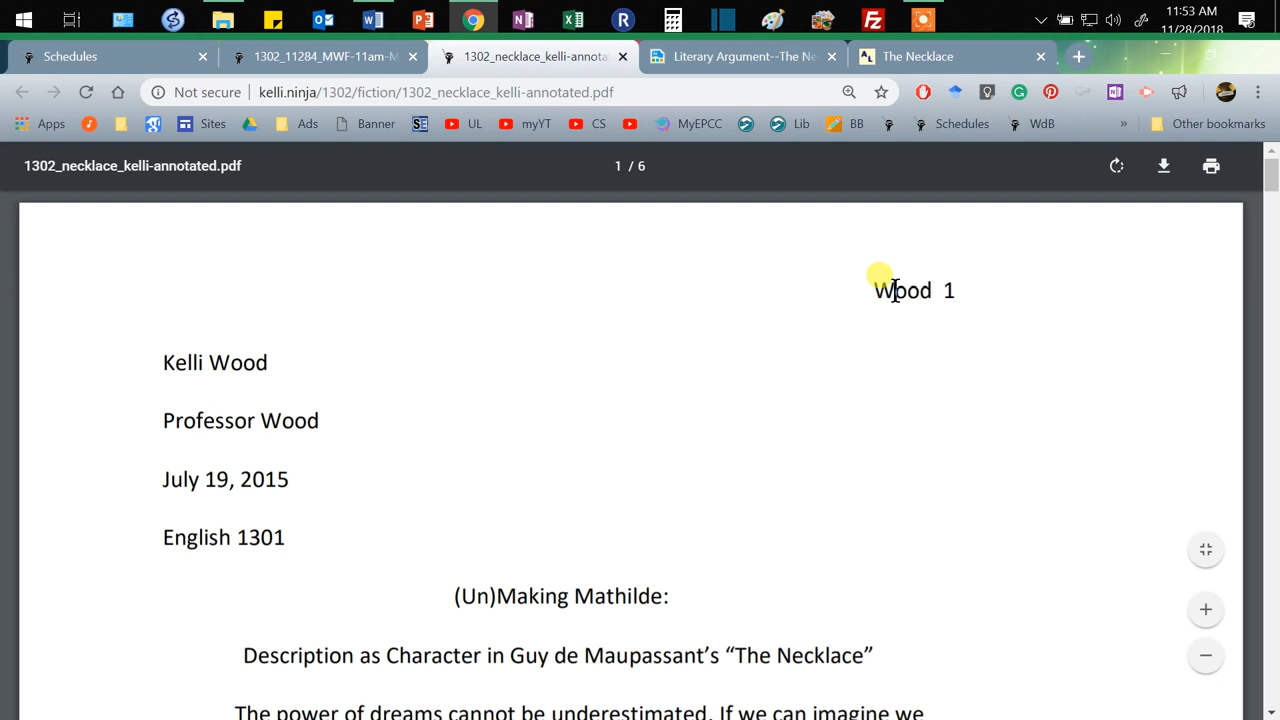 11:53 AM
11/28/2018
Schedules
1302_11284_MWF-11am-M
1302_necklace_kelli-annota
Literary Argument--The Ne
The Necklace
Not secure kelli.ninja/1302/fiction/1302_necklace_kelli-annotated.pdf
Apps Sites Ads Banner UL myYT CS MyEPCC Lib BB Schedules WdB » Other bookmarks
1302_necklace_kelli-annotated.pdf 1 / 6
Wood 1
Kelli Wood
Professor Wood
July 19, 2015
English 1301
(Un)Making Mathilde:
Description as Character in Guy de Maupassant’s “The Necklace”
The power of dreams cannot be underestimated. If we can imagine we